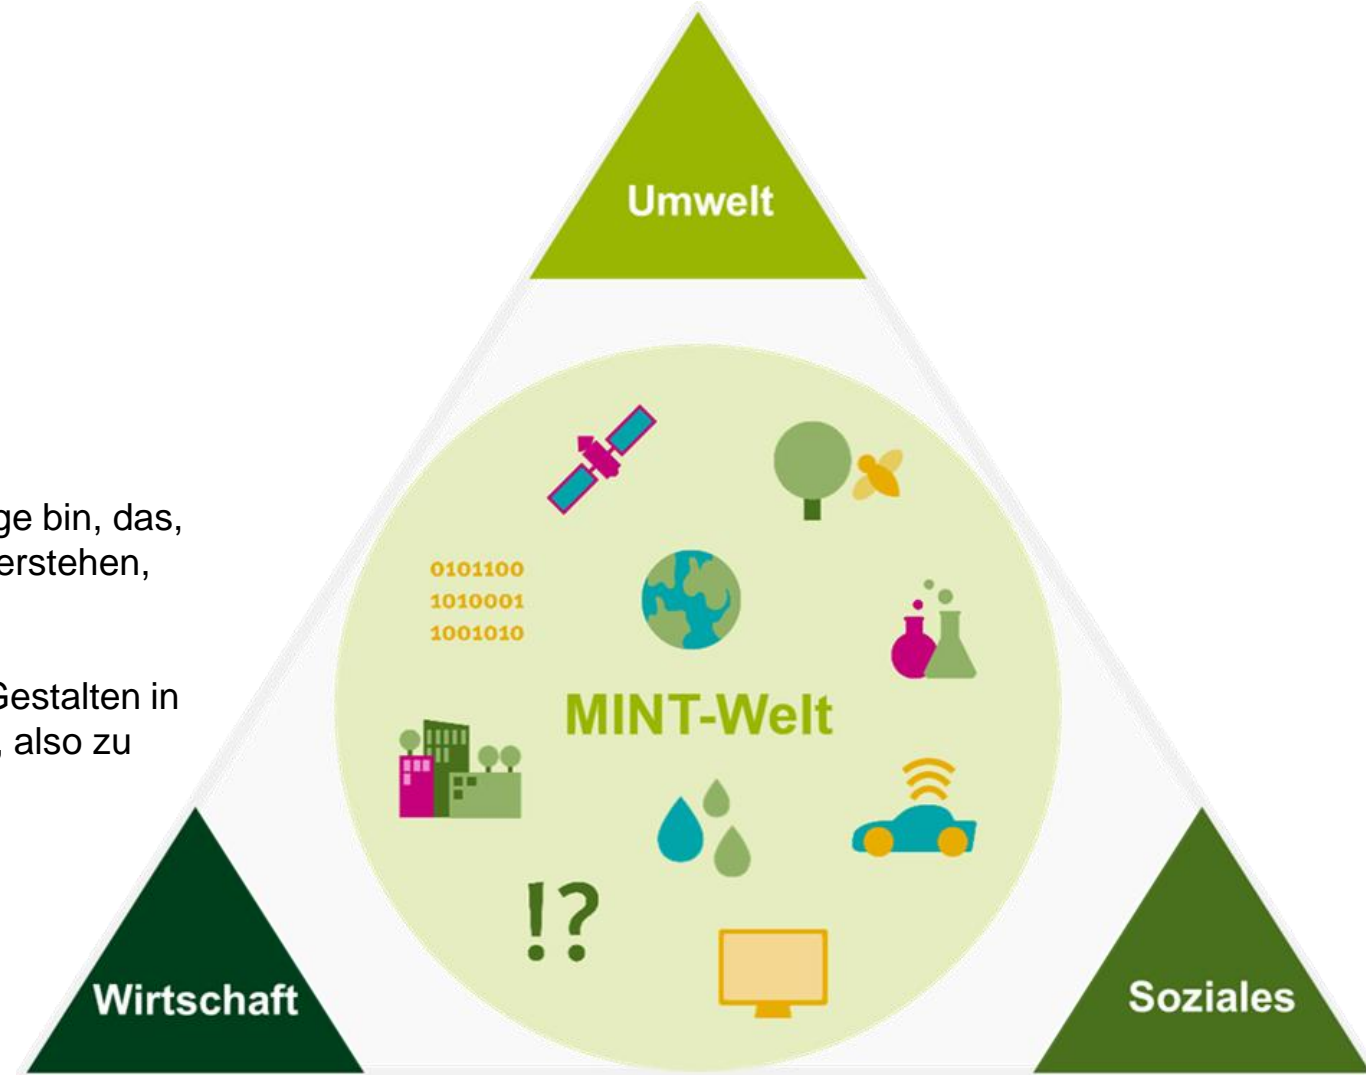 Umwelt
ge bin, das,
erstehen,
0101100
1010001
1001010
Gestalten in
, also zu
MINT-Welt
!?
Wirtschaft
Soziales